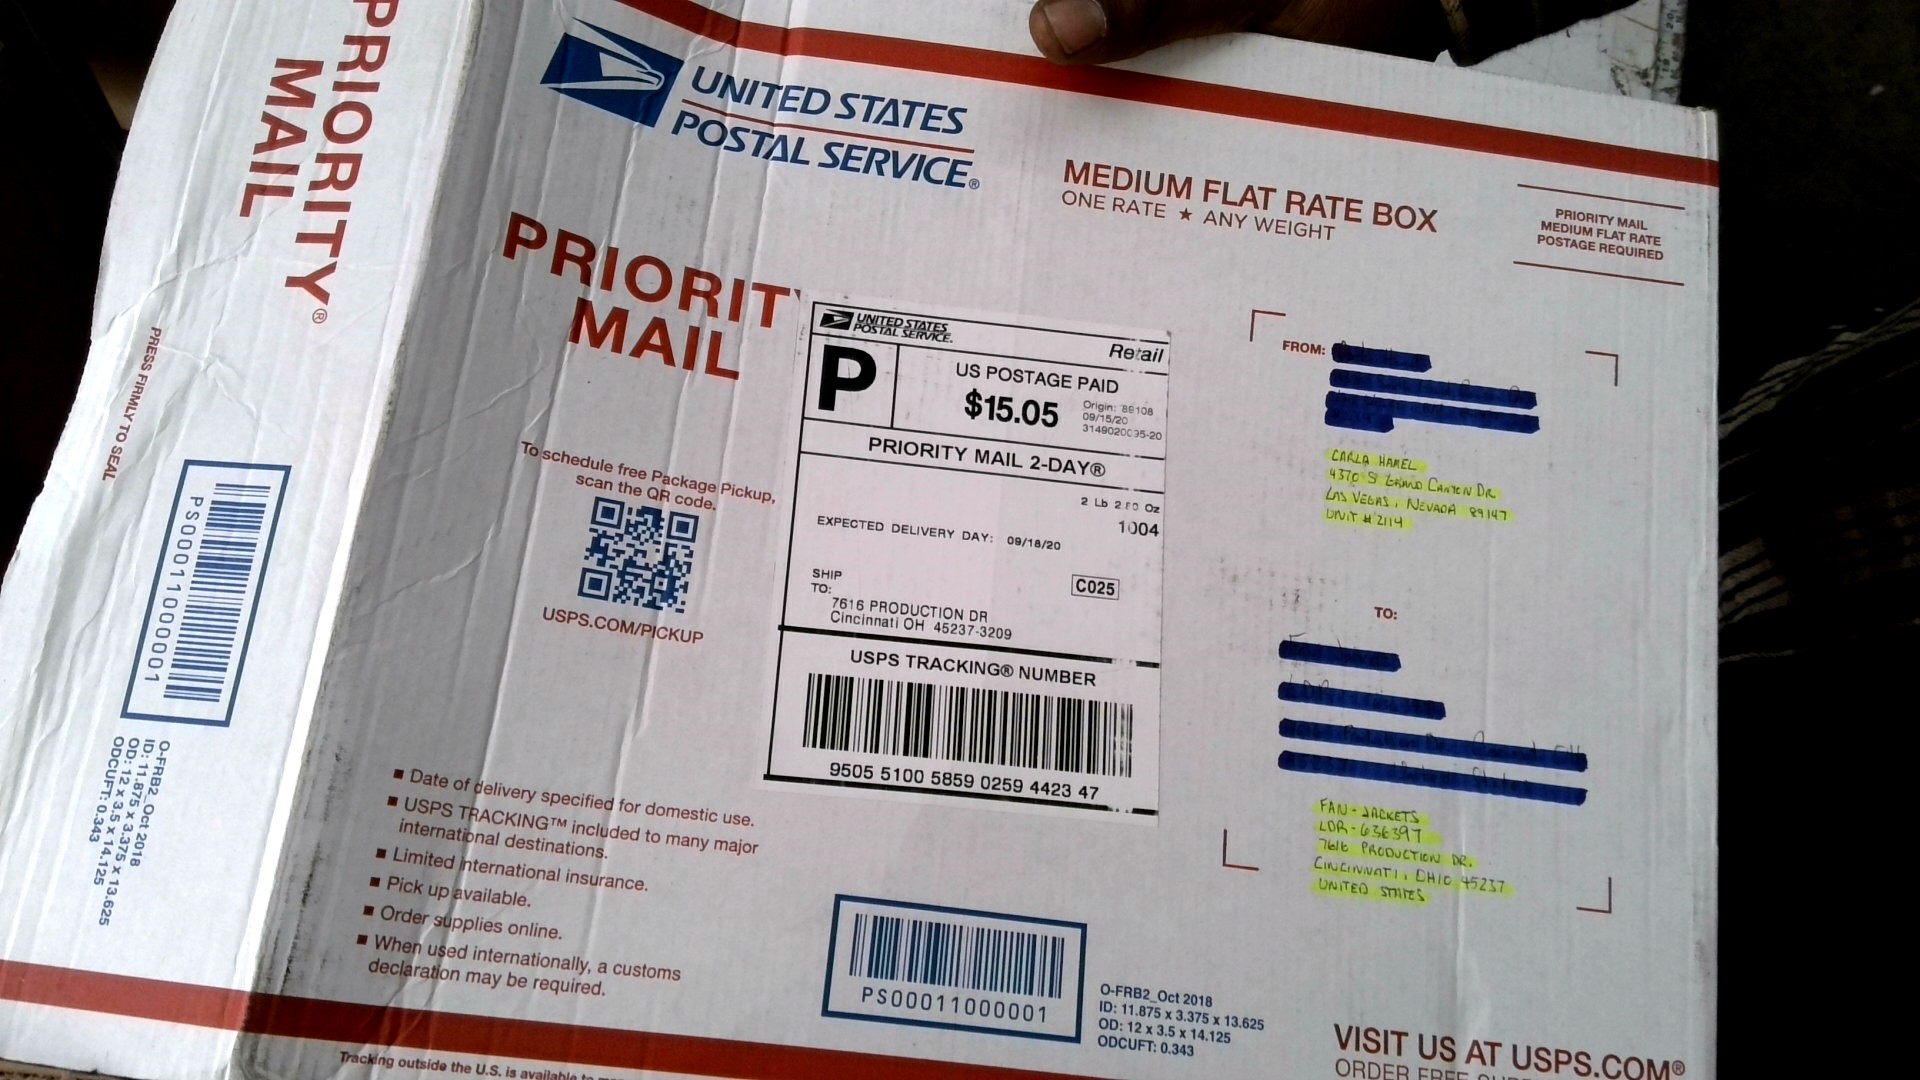 PRIORITY®
MAIL
PRESS FIRMLY TO SEAL
PS00011000001
O-FRB2_Oct 2018
ID: 11.875 x 3.375 x 13.625
OD: 12 x 3.5 x 14.125
ODCUFT: 0.343
UNITED STATES
POSTAL SERVICE®
MEDIUM FLAT RATE BOX
ONE RATE ★ ANY WEIGHT
PRIORITY MAIL
MEDIUM FLAT RATE
POSTAGE REQUIRED
PRIORITY
MAIL
To schedule free Package Pickup,
scan the QR code.
USPS.COM/PICKUP
UNITED STATES
POSTAL SERVICE®
Retail
P
US POSTAGE PAID
$15.05
Origin: 89108
09/15/20
3149020095-20
PRIORITY MAIL 2-DAY®
2 Lb 2.80 Oz
1004
EXPECTED DELIVERY DAY: 09/18/20
C025
SHIP
TO:
7616 PRODUCTION DR
Cincinnati OH 45237-3209
USPS TRACKING® NUMBER
9505 5100 5859 0259 4423 47
FROM:
CARLA HAMEL
4370 S GRAND CANYON DR
LAS VEGAS, NEVADA 89147
UNIT #2114
TO:
FAN-JACKETS
LDR-636397
7616 PRODUCTION DR.
CINCINNATI, OHIO 45237
UNITED STATES
■ Date of delivery specified for domestic use.
■ USPS TRACKING™ included to many major
international destinations.
■ Limited international insurance.
■ Pick up available.
■ Order supplies online.
■ When used internationally, a customs
declaration may be required.
PS00011000001
O-FRB2_Oct 2018
ID: 11.875 x 3.375 x 13.625
OD: 12 x 3.5 x 14.125
ODCUFT: 0.343
VISIT US AT USPS.COM®
ORDER FREE
Tracking outside the U.S. is available to